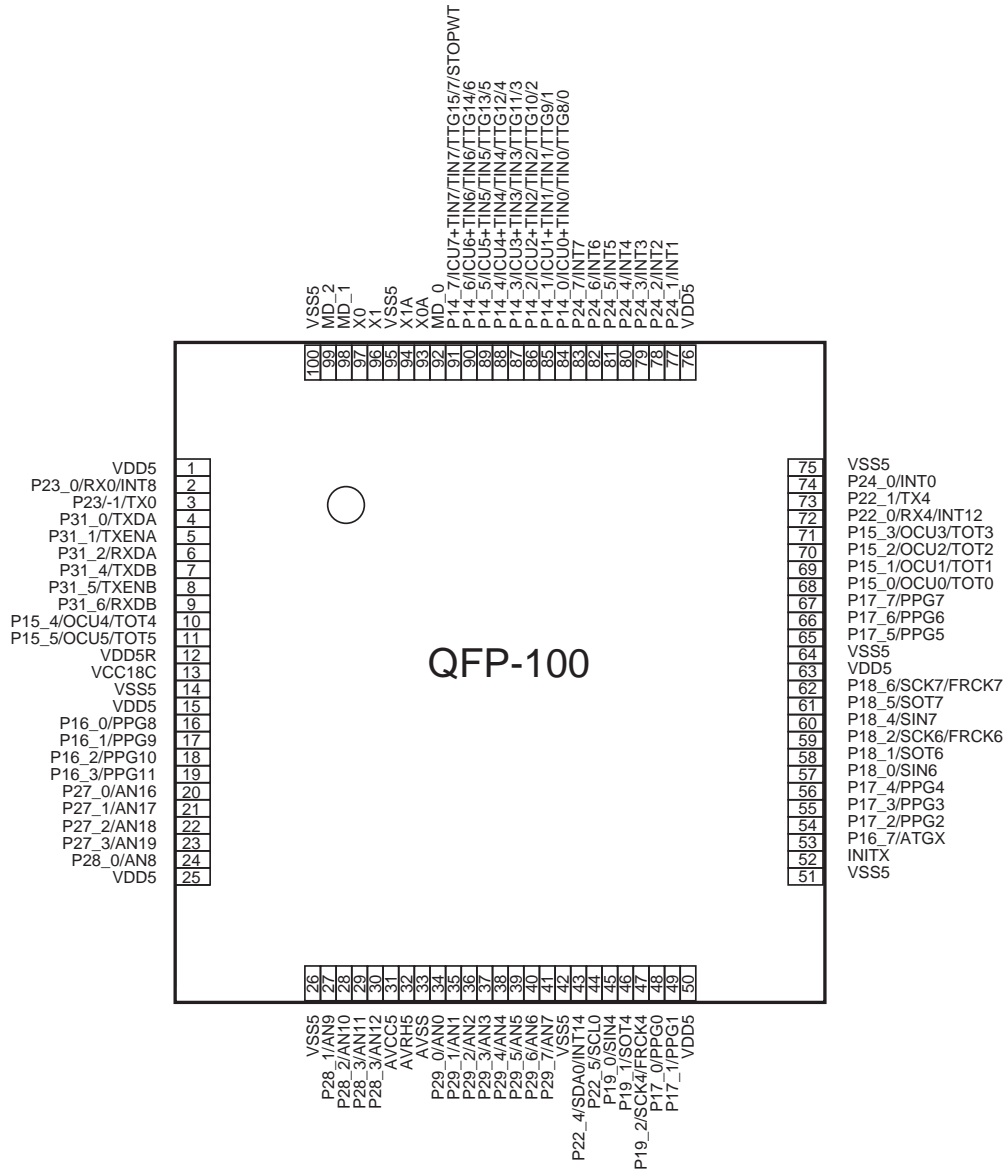 VSS5
MD_2
MD_1
X0
X1
VSS5
X1A
X0A
MD_0
P14_7/ICU7+TIN7/TIN7/TTG15/7/STOPWT
P14_6/ICU6+TIN6/TIN6/TTG14/6
P14_5/ICU5+TIN5/TIN5/TTG13/5
P14_4/ICU4+TIN4/TIN4/TTG12/4
P14_3/ICU3+TIN3/TIN3/TTG11/3
P14_2/ICU2+TIN2/TIN2/TTG10/2
P14_1/ICU1+TIN1/TIN1/TTG9/1
P14_0/ICU0+TIN0/TIN0/TTG8/0
P24_7/INT7
P24_6/INT6
P24_5/INT5
P24_4/INT4
P24_3/INT3
P24_2/INT2
P24_1/INT1
VDD5
100
99
98
97
96
95
94
93
92
91
90
89
88
87
86
85
84
83
82
81
80
79
78
77
76
VDD5 1
P23_0/RX0/INT8 2
P23/-1/TX0 3
P31_0/TXDA 4
P31_1/TXENA 5
P31_2/RXDA 6
P31_4/TXDB 7
P31_5/TXENB 8
P31_6/RXDB 9
P15_4/OCU4/TOT4 10
P15_5/OCU5/TOT5 11
VDD5R 12
VCC18C 13
VSS5 14
VDD5 15
P16_0/PPG8 16
P16_1/PPG9 17
P16_2/PPG10 18
P16_3/PPG11 19
P27_0/AN16 20
P27_1/AN17 21
P27_2/AN18 22
P27_3/AN19 23
P28_0/AN8 24
VDD5 25
QFP-100
75 VSS5
74 P24_0/INT0
73 P22_1/TX4
72 P22_0/RX4/INT12
71 P15_3/OCU3/TOT3
70 P15_2/OCU2/TOT2
69 P15_1/OCU1/TOT1
68 P15_0/OCU0/TOT0
67 P17_7/PPG7
66 P17_6/PPG6
65 P17_5/PPG5
64 VSS5
63 VDD5
62 P18_6/SCK7/FRCK7
61 P18_5/SOT7
60 P18_4/SIN7
59 P18_2/SCK6/FRCK6
58 P18_1/SOT6
57 P18_0/SIN6
56 P17_4/PPG4
55 P17_3/PPG3
54 P17_2/PPG2
53 P16_7/ATGX
52 INITX
51 VSS5
26
27
28
29
30
31
32
33
34
35
36
37
38
39
40
41
42
43
44
45
46
47
48
49
50
VSS5
P28_1/AN9
P28_2/AN10
P28_3/AN11
P28_3/AN12
AVCC5
AVRH5
AVSS
P29_0/AN0
P29_1/AN1
P29_2/AN2
P29_3/AN3
P29_4/AN4
P29_5/AN5
P29_6/AN6
P29_7/AN7
VSS5
P22_4/SDA0/INT14
P22_5/SCL0
P19_0/SIN4
P19_1/SOT4
P19_2/SCK4/FRCK4
P17_0/PPG0
P17_1/PPG1
VDD5